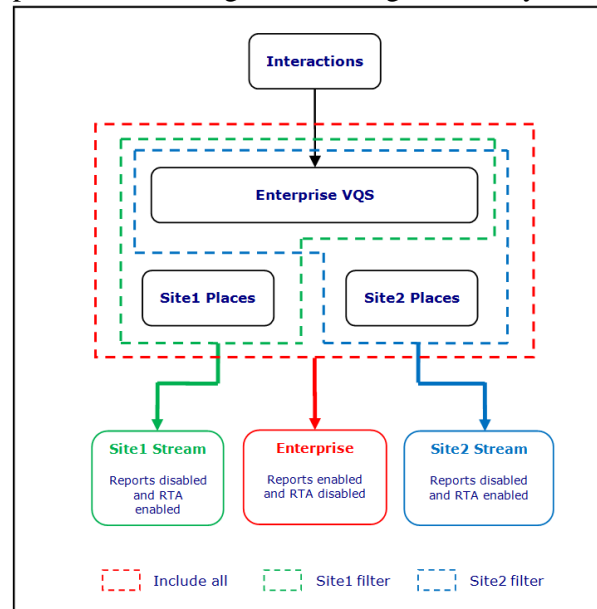 Interactions
Enterprise VQS
Site1 Places
Site2 Places
Site1 Stream
Reports disabled
and RTA
enabled
Enterprise
Reports enabled
and RTA disabled
Site2 Stream
Reports disabled
and RTA enabled
Include all
Site1 filter
Site2 filter